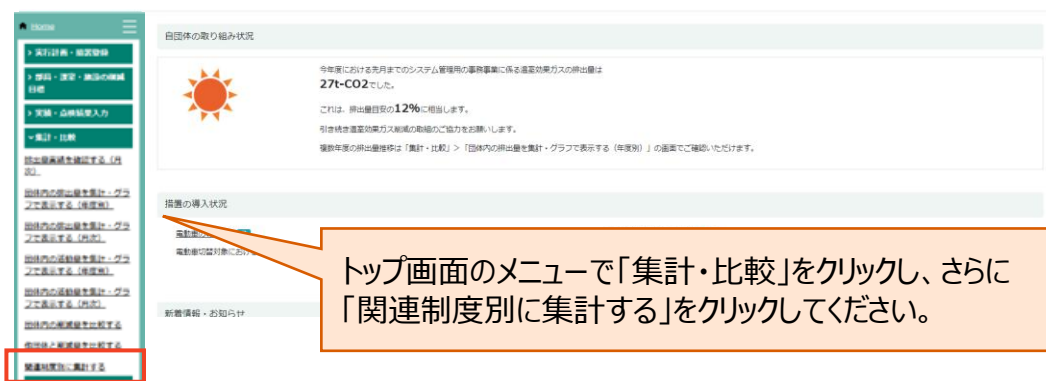 Home
> 実行計画・措置登録
> 部局・課室・施設の削減
目標
> 実績・点検結果入力
集計・比較
排出量実績を確認する（月
次）
団体内の排出量を集計・グラ
フで表示する（年度別）
団体内の排出量を集計・グラ
フで表示する（月次）
団体内の活動量を集計・グラ
フで表示する（年度別）
団体内の活動量を集計・グラ
フで表示する（月次）
団体内の削減量を比較する
他団体と削減量を比較する
関連制度別に集計する
自団体の取り組み状況
今年度における先月までのシステム管理用の事務事業に係る温室効果ガスの排出量は
27t-CO2でした。
これは、排出量目安の12%に相当します。
引き続き温室効果ガス削減の取組のご協力をお願いします。
複数年度の排出量推移は「集計・比較」>「団体内の排出量を集計・グラフで表示する（年度別）」の画面でご確認いただけます。
措置の導入状況
電動車の
電動車切替対象における
トップ画面のメニューで「集計・比較」をクリックし、さらに
「関連制度別に集計する」をクリックしてください。
新着情報・お知らせ